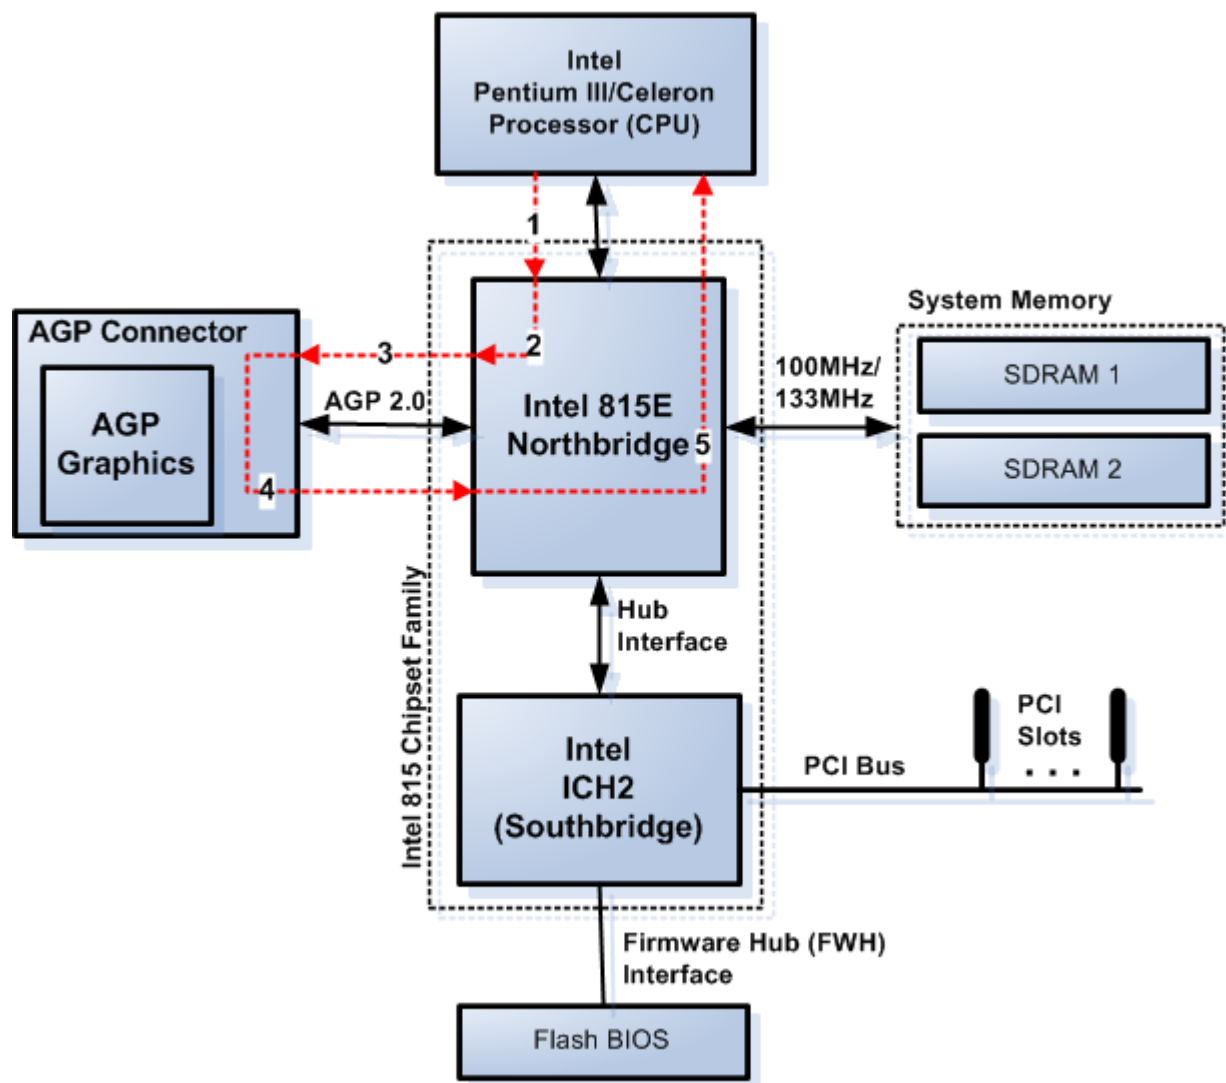 Intel
Pentium III/Celeron
Processor (CPU)
1
AGP Connector
3
2
System Memory
100MHz/
133MHz
SDRAM 1
AGP 2.0
Intel 815E
Northbridge
5
AGP
Graphics
4
SDRAM 2
Intel 815 Chipset Family
Hub
Interface
Intel
ICH2
(Southbridge)
PCI Bus
PCI
Slots
. . .
Firmware Hub (FWH)
Interface
Flash BIOS